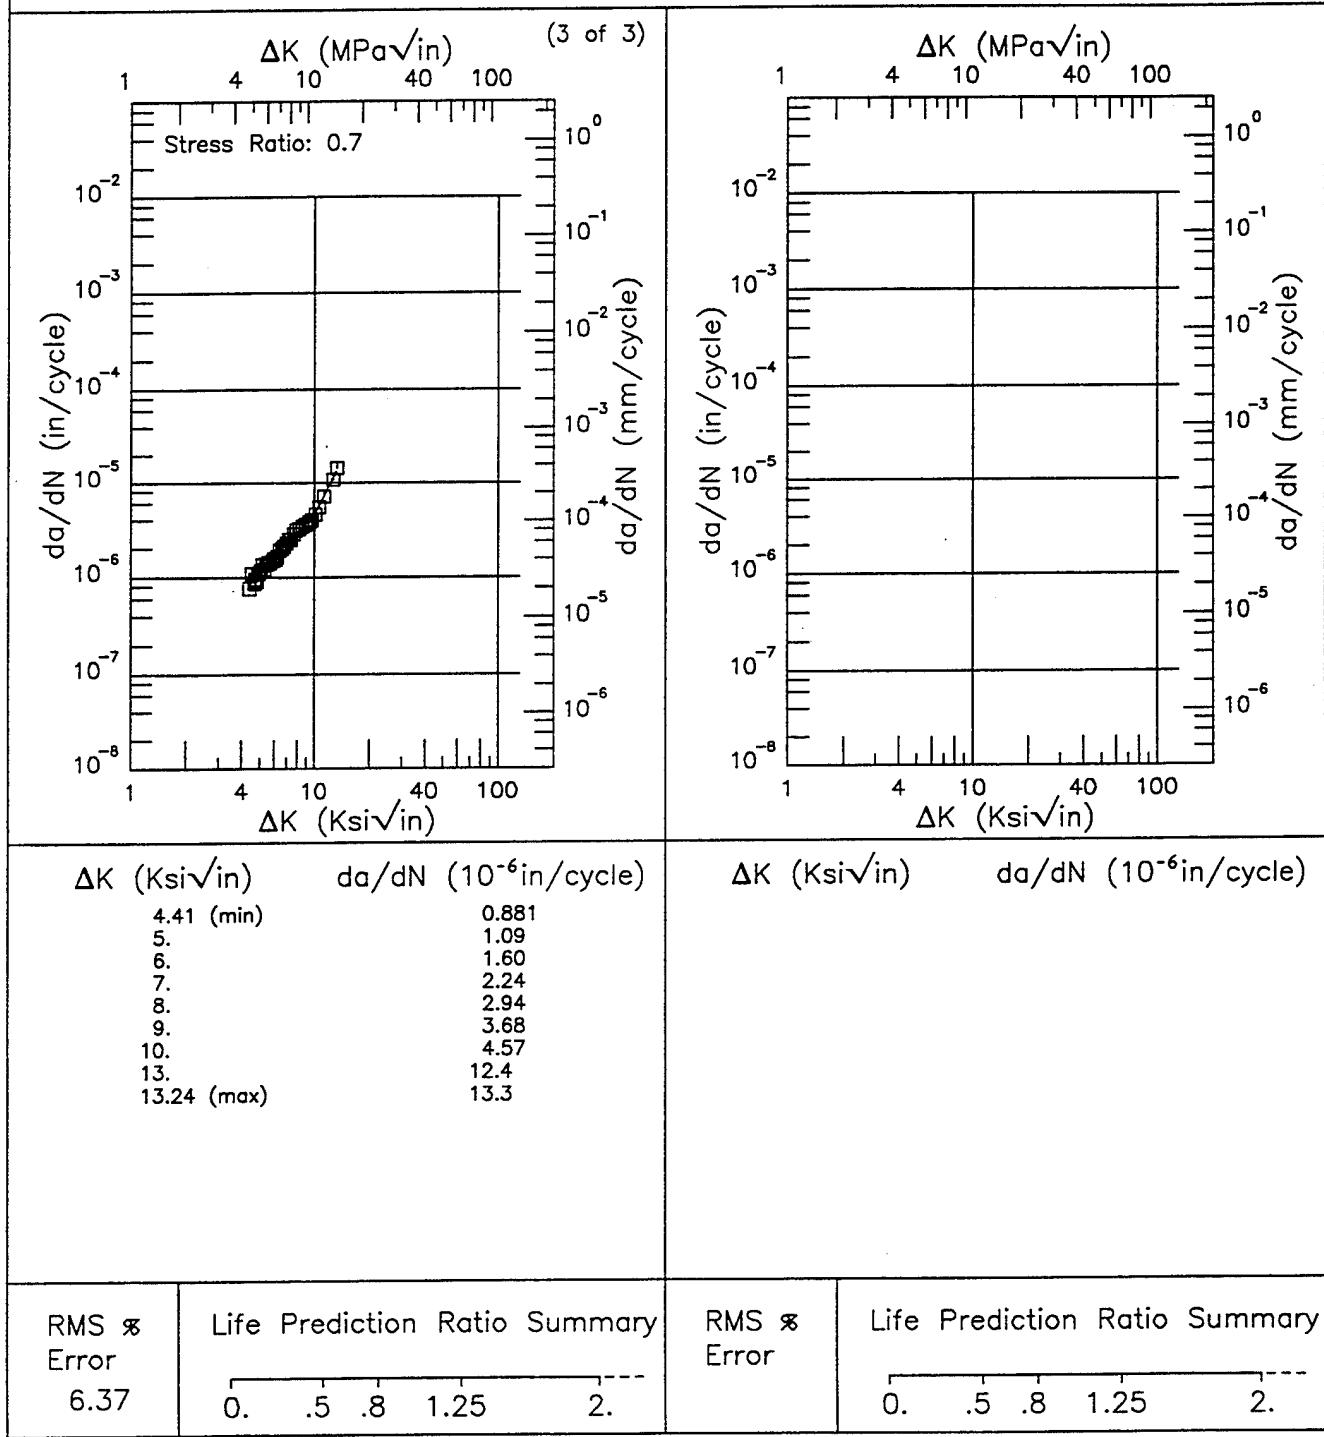 (3 of 3)
ΔK (MPa√in)
1 4 10 40 100
Stress Ratio: 0.7
10⁰
10⁻²
10⁻¹
10⁻³
10⁻²
10⁻⁴
10⁻³
10⁻⁵
10⁻⁴
10⁻⁶
10⁻⁵
10⁻⁷
10⁻⁶
10⁻⁸
da/dN (in/cycle)
da/dN (mm/cycle)
1 4 10 40 100
ΔK (Ksi√in)
ΔK (MPa√in)
1 4 10 40 100
10⁰
10⁻²
10⁻¹
10⁻³
10⁻²
10⁻⁴
10⁻³
10⁻⁵
10⁻⁴
10⁻⁶
10⁻⁵
10⁻⁷
10⁻⁶
10⁻⁸
da/dN (in/cycle)
da/dN (mm/cycle)
1 4 10 40 100
ΔK (Ksi√in)
ΔK (Ksi√in) da/dN (10⁻⁶in/cycle)
4.41 (min) 0.881
5. 1.09
6. 1.60
7. 2.24
8. 2.94
9. 3.68
10. 4.57
13. 12.4
13.24 (max) 13.3
ΔK (Ksi√in) da/dN (10⁻⁶in/cycle)
RMS %
Error
6.37
Life Prediction Ratio Summary
0. .5 .8 1.25 2.
RMS %
Error
Life Prediction Ratio Summary
0. .5 .8 1.25 2.